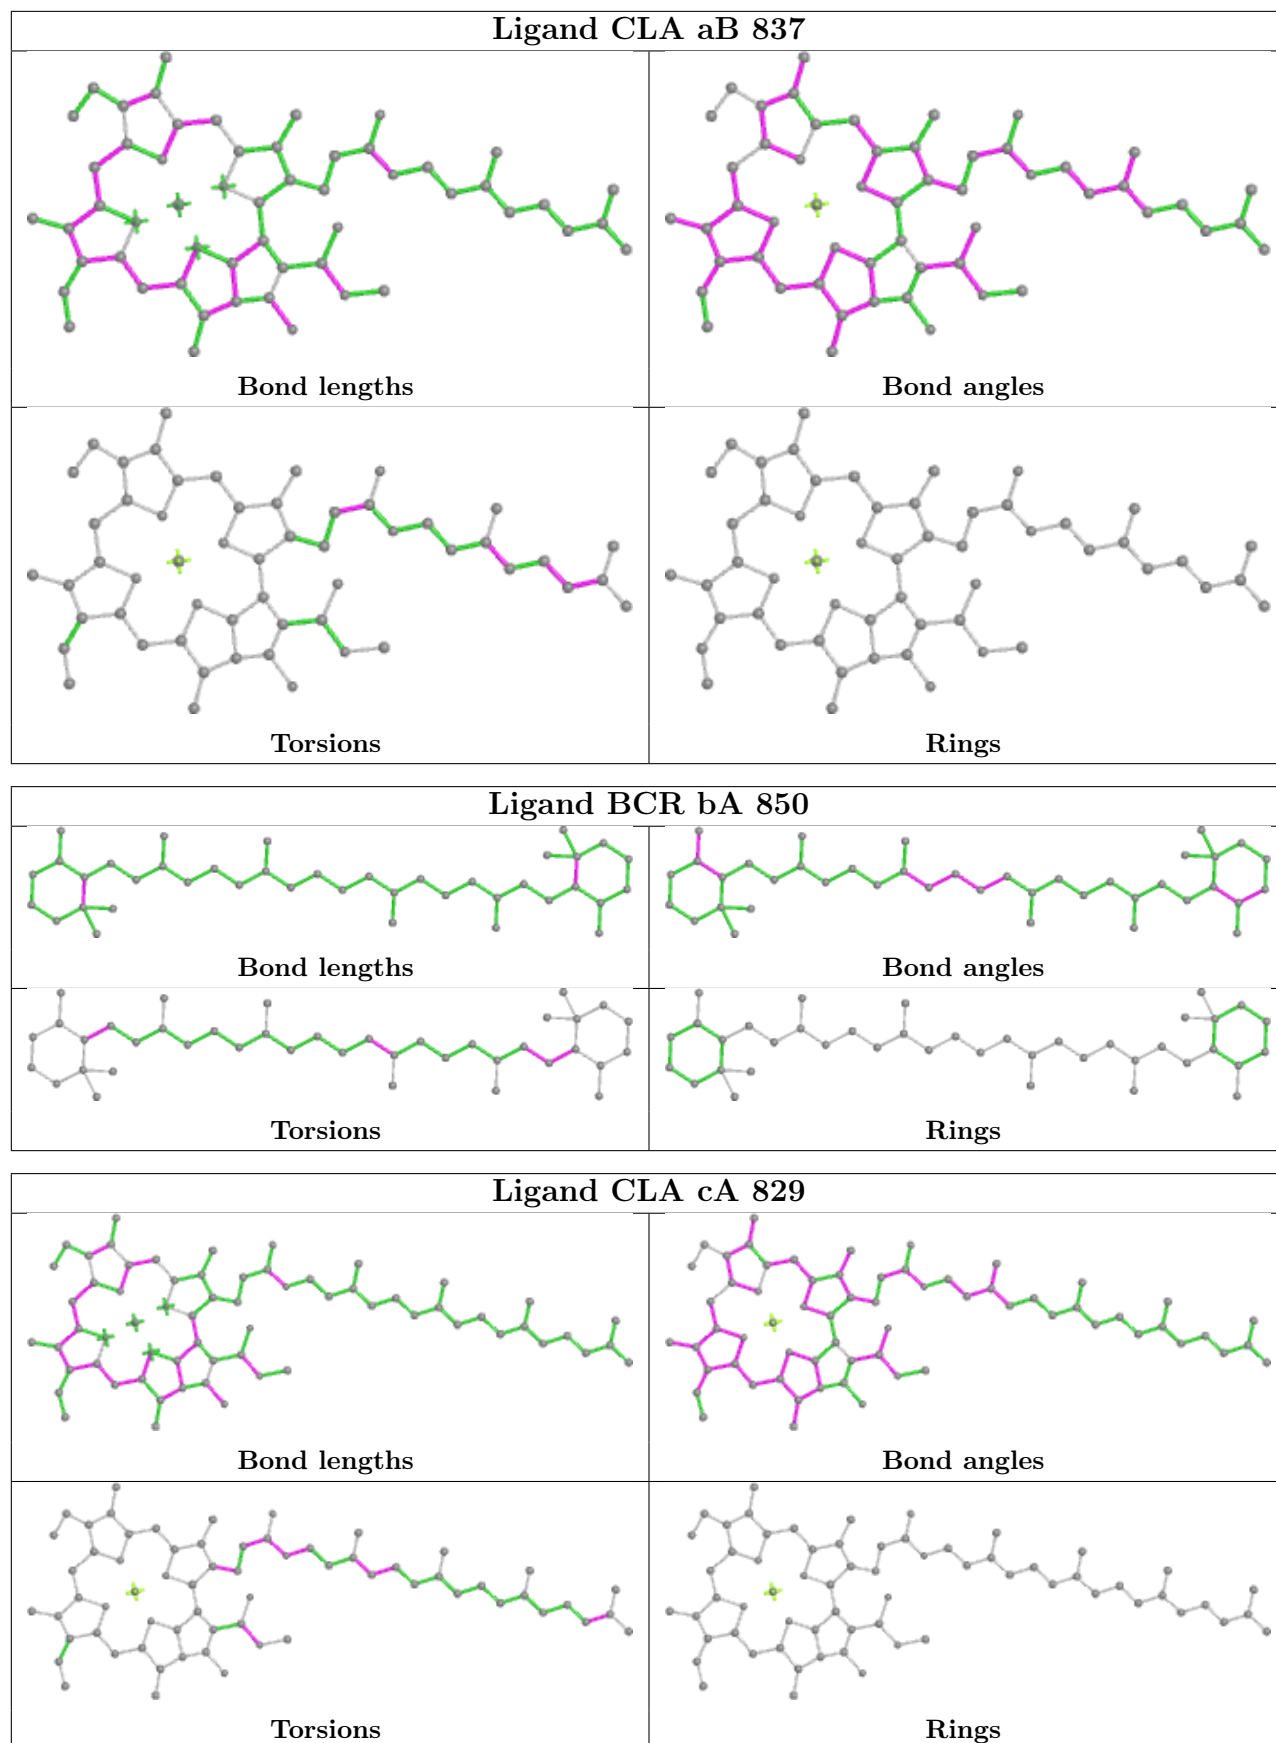 Ligand CLA aB 837
Bond lengths
Bond angles
Torsions
Rings
Ligand BCR bA 850
Bond lengths
Bond angles
Torsions
Rings
Ligand CLA cA 829
Bond lengths
Bond angles
Torsions
Rings